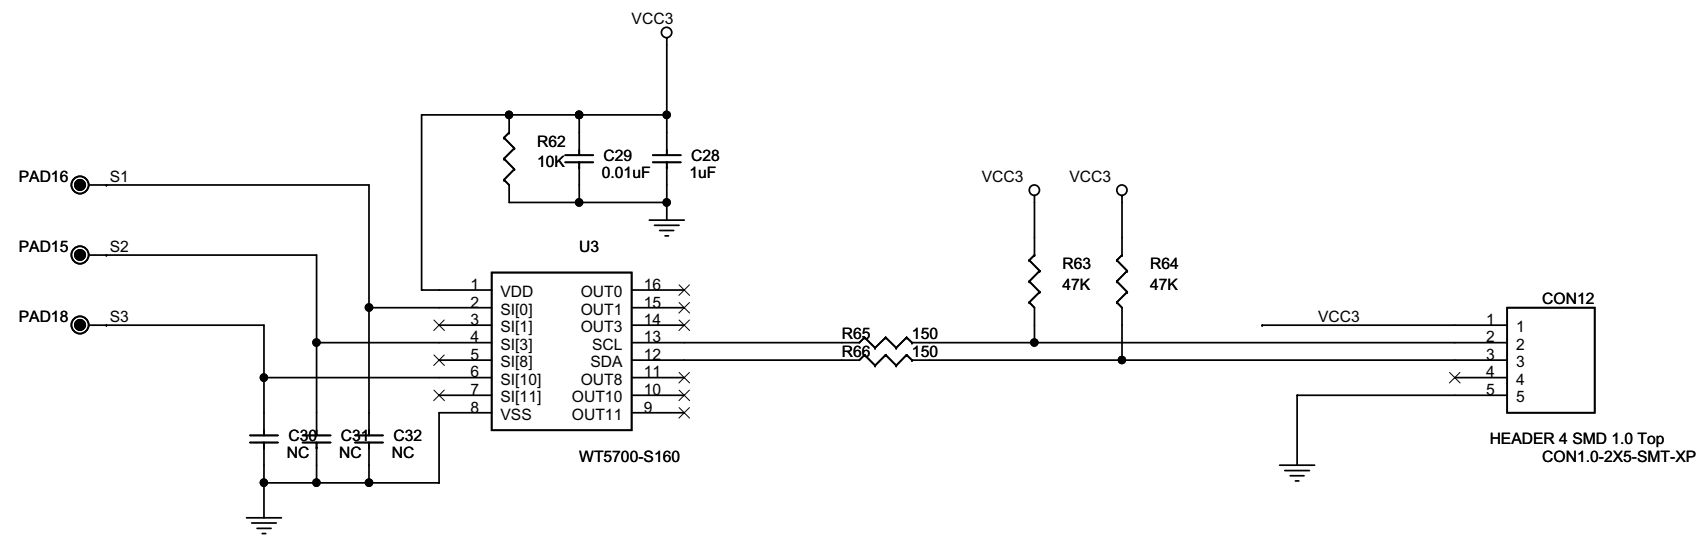 VCC3
R62
10K
C29
0.01uF
C28
1uF
PAD16
S1
PAD15
S2
PAD18
S3
VCC3
VCC3
R63
47K
R64
47K
U3
1
VDD
OUT0
16
2
SI[0]
OUT1
15
3
SI[1]
OUT3
14
4
SI[3]
SCL
13
5
SI[8]
SDA
12
6
SI[10]
OUT8
11
7
SI[11]
OUT10
10
8
VSS
OUT11
9
WT5700-S160
R65
150
R66
150
CON12
VCC3
1
1
2
2
3
3
4
4
5
5
HEADER 4 SMD 1.0 Top
CON1.0-2X5-SMT-XP
C30
NC
C31
NC
C32
NC